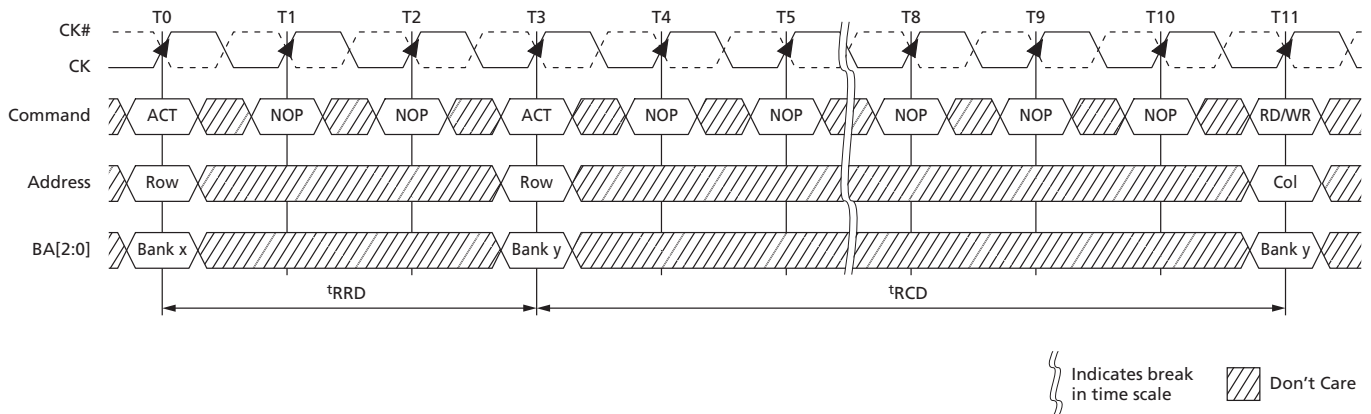 T0 T1 T2 T3 T4 T5 T8 T9 T10 T11
CK#
CK
Command ACT NOP NOP ACT NOP NOP NOP NOP NOP RD/WR
Address Row Row Col
BA[2:0] Bank x Bank y Bank y
tRRD tRCD
Indicates break
in time scale
Don't Care